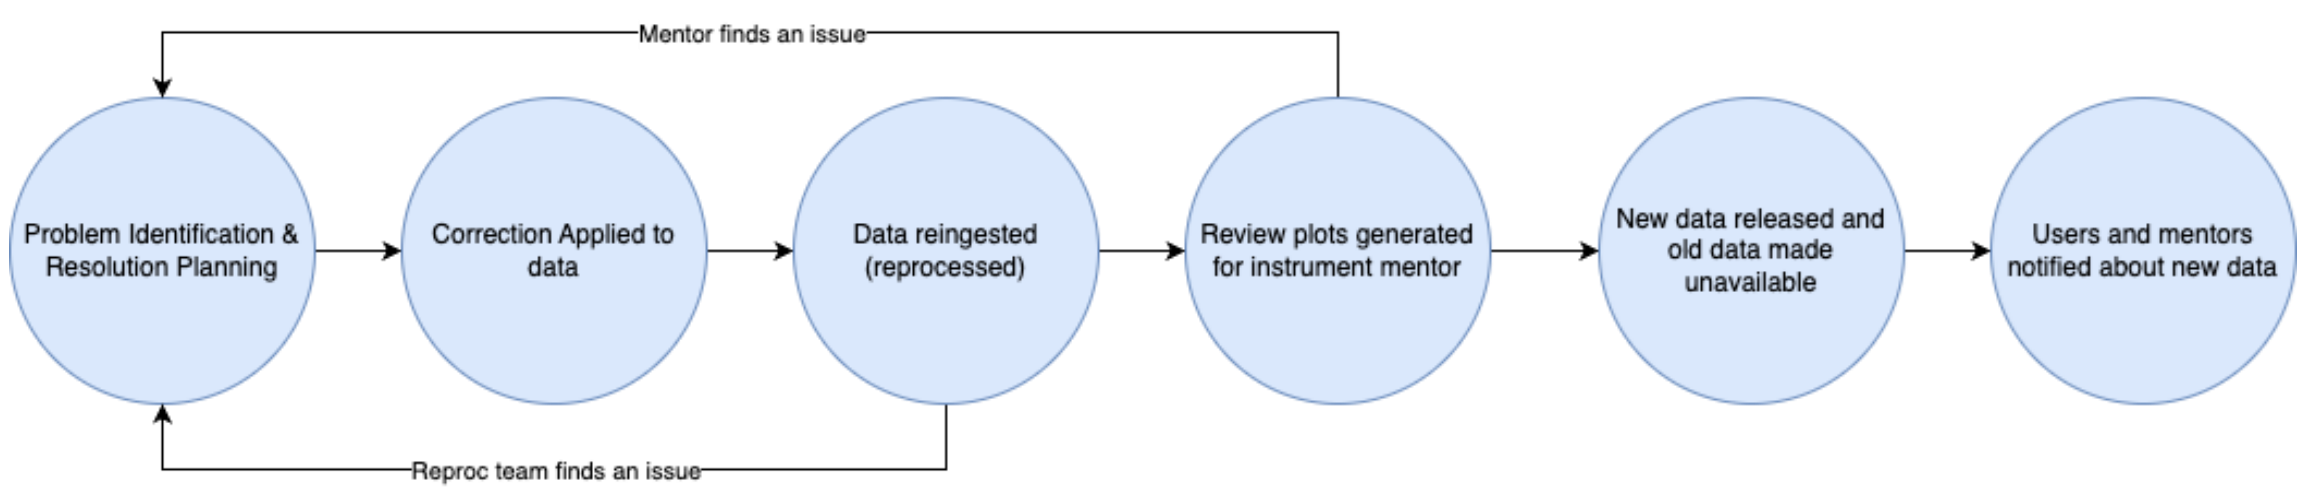 Mentor finds an issue
Problem Identification &
Resolution Planning
Correction Applied to
data
Data reingested
(reprocessed)
Review plots generated
for instrument mentor
New data released and
old data made
unavailable
Users and mentors
notified about new data
Reproc team finds an issue